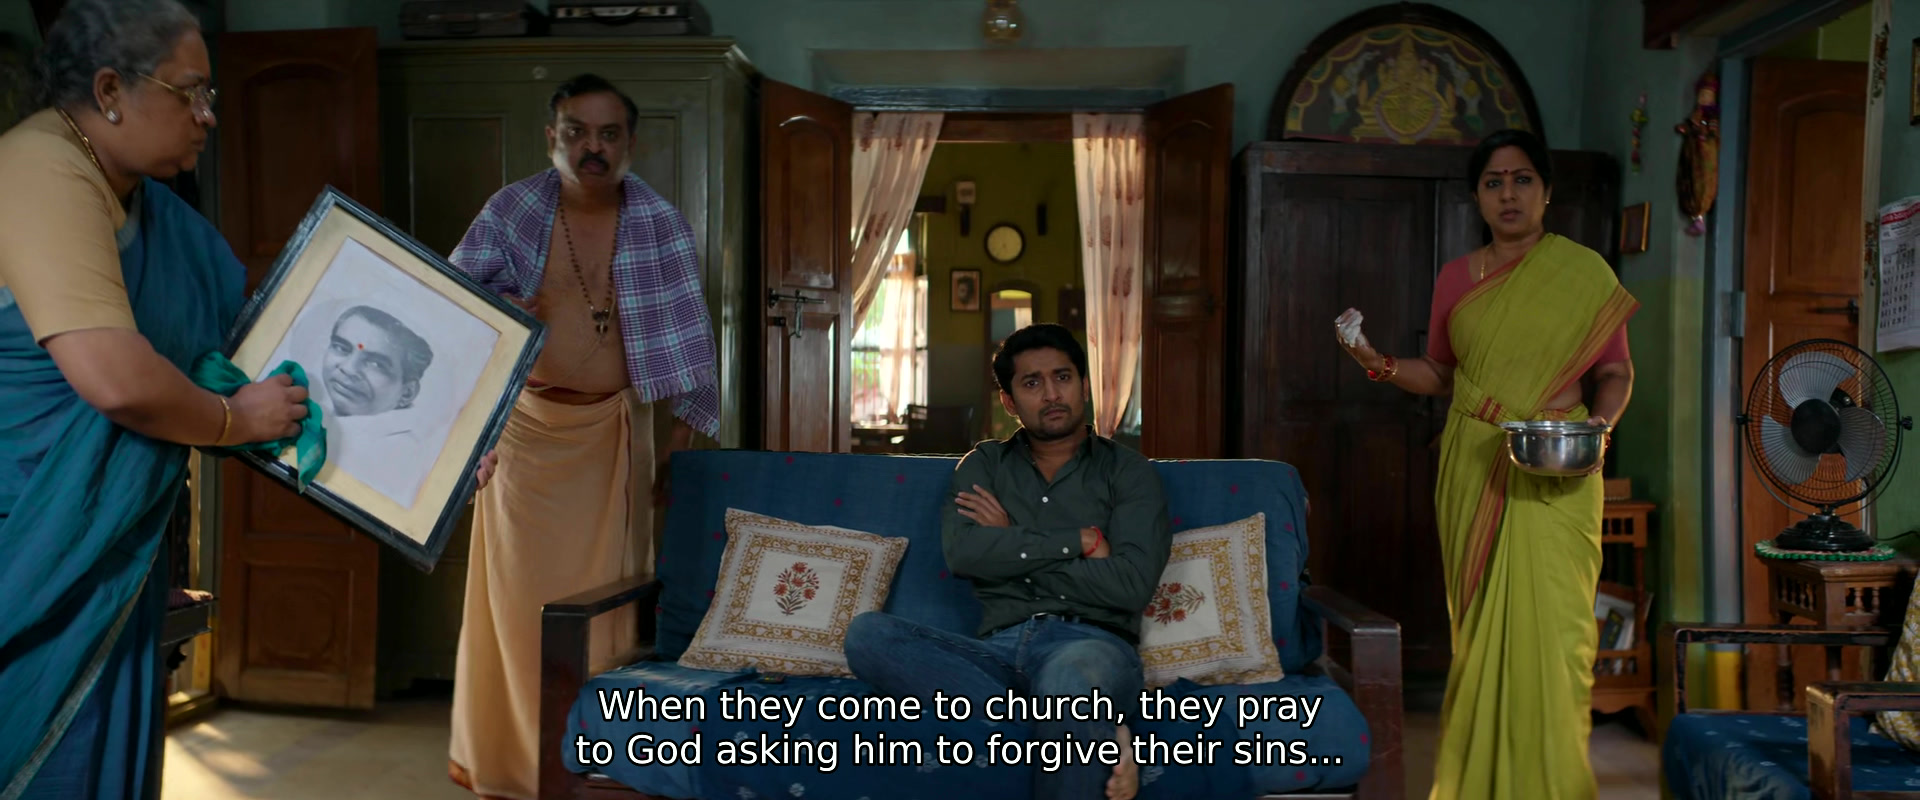 When they come to church, they pray
to God asking him to forgive their sins...